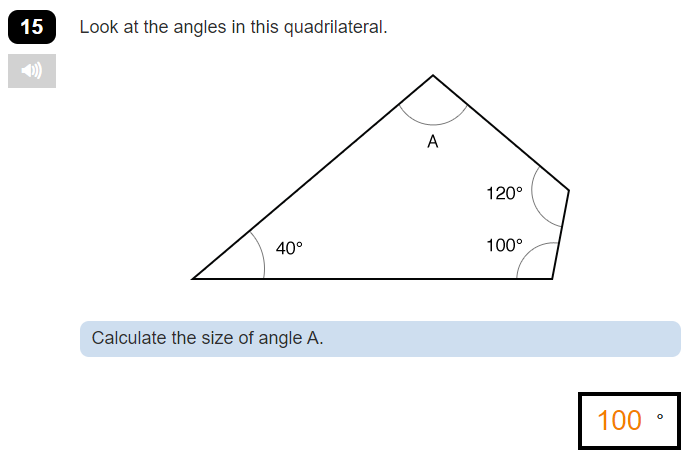 15 Look at the angles in this quadrilateral.
A
120°
100°
40°
Calculate the size of angle A.
100 °